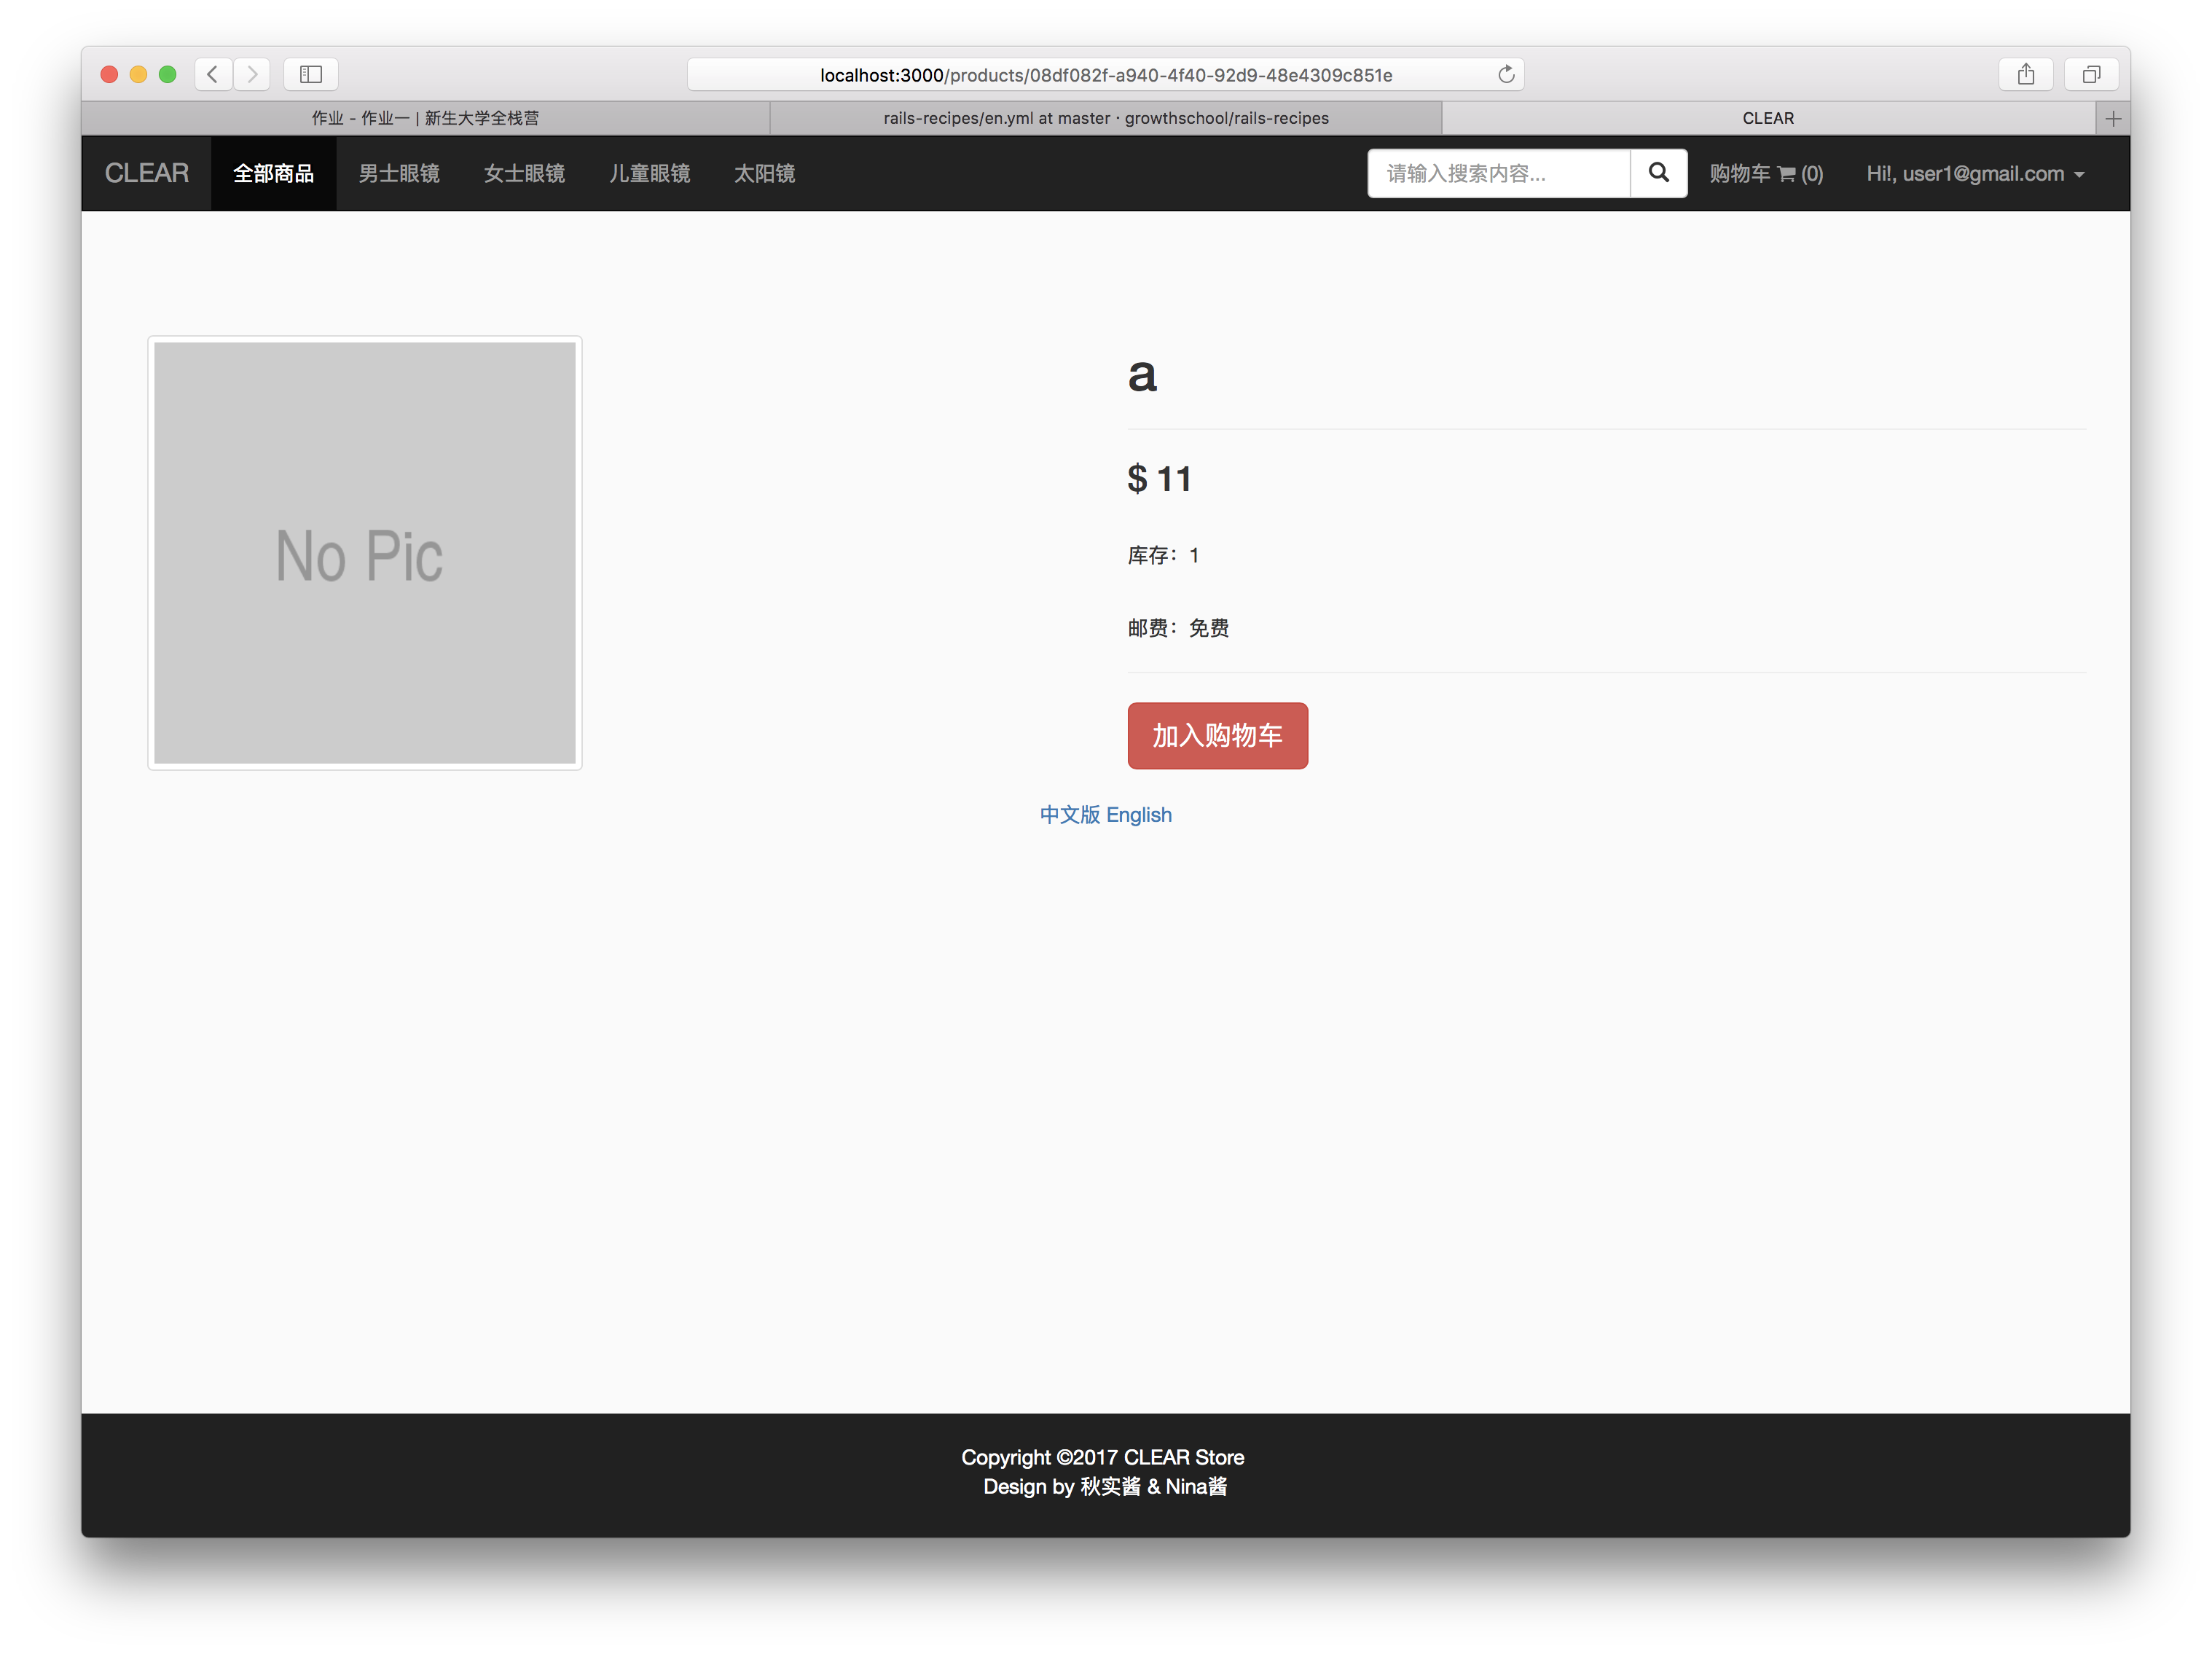 localhost:3000/products/08df082f-a940-4f40-92d9-48e4309c851e
作业 - 作业一 | 新生大学全栈营
rails-recipes/en.yml at master · growthschool/rails-recipes
CLEAR
CLEAR 全部商品 男士眼镜 女士眼镜 儿童眼镜 太阳镜 请输入搜索内容... 购物车 (0) Hi!, user1@gmail.com
No Pic
a
$ 11
库存：1
邮费：免费
加入购物车
中文版 English
Copyright ©2017 CLEAR Store
Design by 秋实酱 & Nina酱